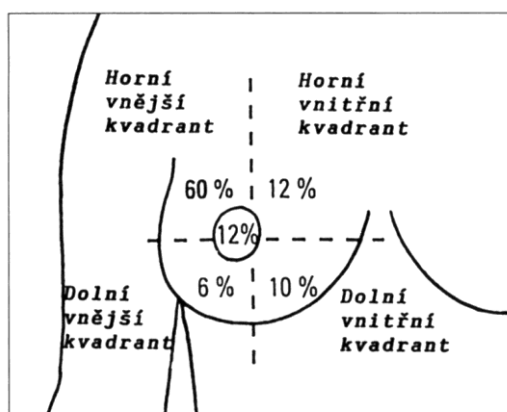 Horní
vnější
kvadrant
Horní
vnitřní
kvadrant
60 %
12 %
12%
6 %
10 %
Dolní
vnější
kvadrant
Dolní
vnitřní
kvadrant